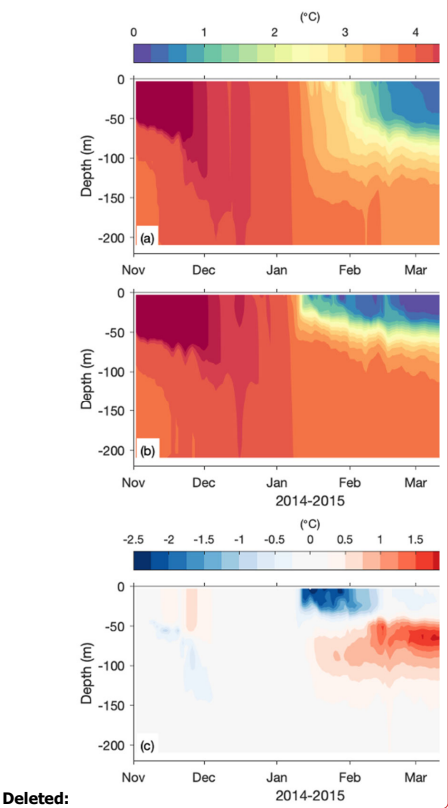 (°C)
0 1 2 3 4
0
-50
-100
-150
-200
Depth (m)
(a)
Nov Dec Jan Feb Mar
0
-50
-100
-150
-200
Depth (m)
(b)
Nov Dec Jan Feb Mar
2014-2015
(°C)
-2.5 -2 -1.5 -1 -0.5 0 0.5 1 1.5
0
-50
-100
-150
-200
Depth (m)
(c)
Nov Dec Jan Feb Mar
2014-2015
Deleted: